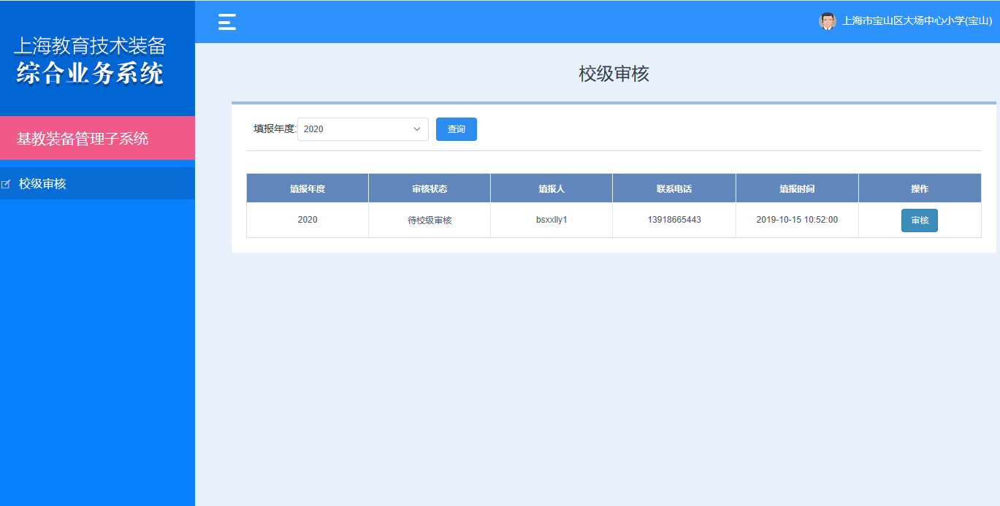 上海教育技术装备
综合业务系统
上海市宝山区大场中心小学(宝山)
基教装备管理子系统
校级审核
校级审核
填报年度: 2020 查询
填报年度 审核状态 填报人 联系电话 填报时间 操作
2020 待校级审核 bsxxlly1 13918665443 2019-10-15 10:52:00 审核